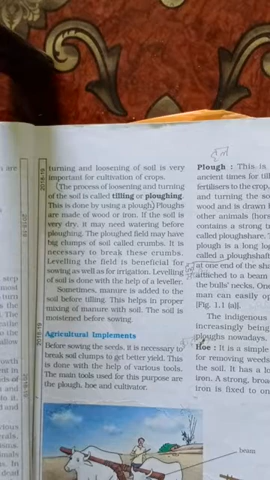 turning and loosening of soil is very
important for cultivation of crops.
The process of loosening and turning
of the soil is called tilling or ploughing.
This is done by using a plough. Ploughs
are made of wood or iron. If the soil is
very dry, it may need watering before
ploughing. The ploughed field may have
big clumps of soil called crumbs. It is
necessary to break these crumbs.
Levelling the field is beneficial for
sowing as well as for irrigation. Levelling
of soil is done with the help of a leveller.
Sometimes, manure is added to the
soil before tilling. This helps in proper
mixing of manure with soil. The soil is
moistened before sowing.
Agricultural Implements
Before sowing the seeds, it is necessary to
break soil clumps to get better yield. This
is done with the help of various tools.
The main tools used for this purpose are
the plough, hoe and cultivator.
Plough : This is
ancient times for till
fertilisers to the crop,
and turning the so
wood and is drawn b
other animals (hors
contains a strong t
called ploughshare. T
plough is a long log
called a ploughshaft
at one end of the sha
attached to a beam
the bulls' necks. One
man can easily o
[Fig. 1.1 (a)].
The indigenous
increasingly being
ploughs nowadays.
Hoe : It is a simple
for removing weeds
the soil. It has a lo
iron. A strong, broa
iron is fixed to on
beam
2018-19
2018-19